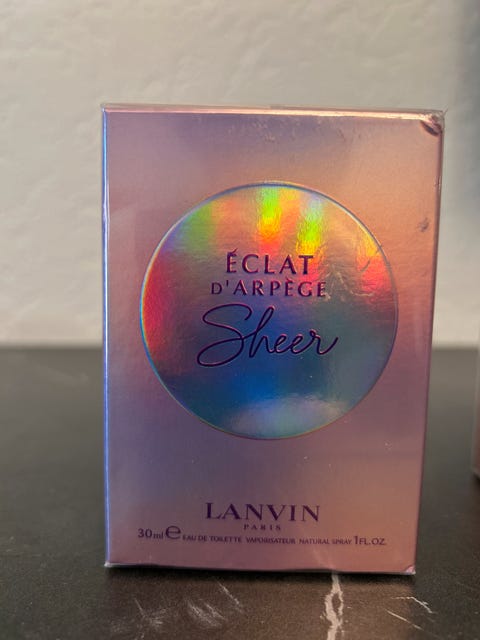 ÉCLAT
D'ARPÈGE
Sheer
LANVIN
PARIS
30ml ℮ EAU DE TOILETTE VAPORISATEUR NATURAL SPRAY 1FL.OZ.